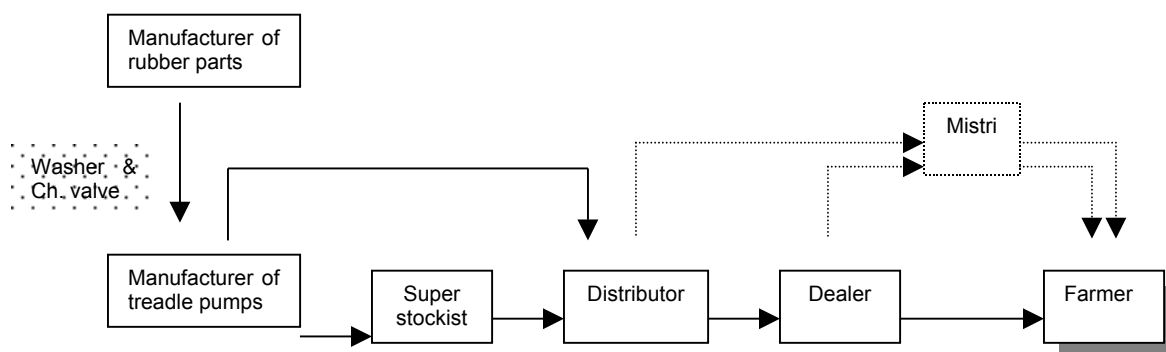 Manufacturer of
rubber parts
Mistri
Washer &
Ch. valve
Manufacturer of
treadle pumps
Super
stockist
Distributor
Dealer
Farmer